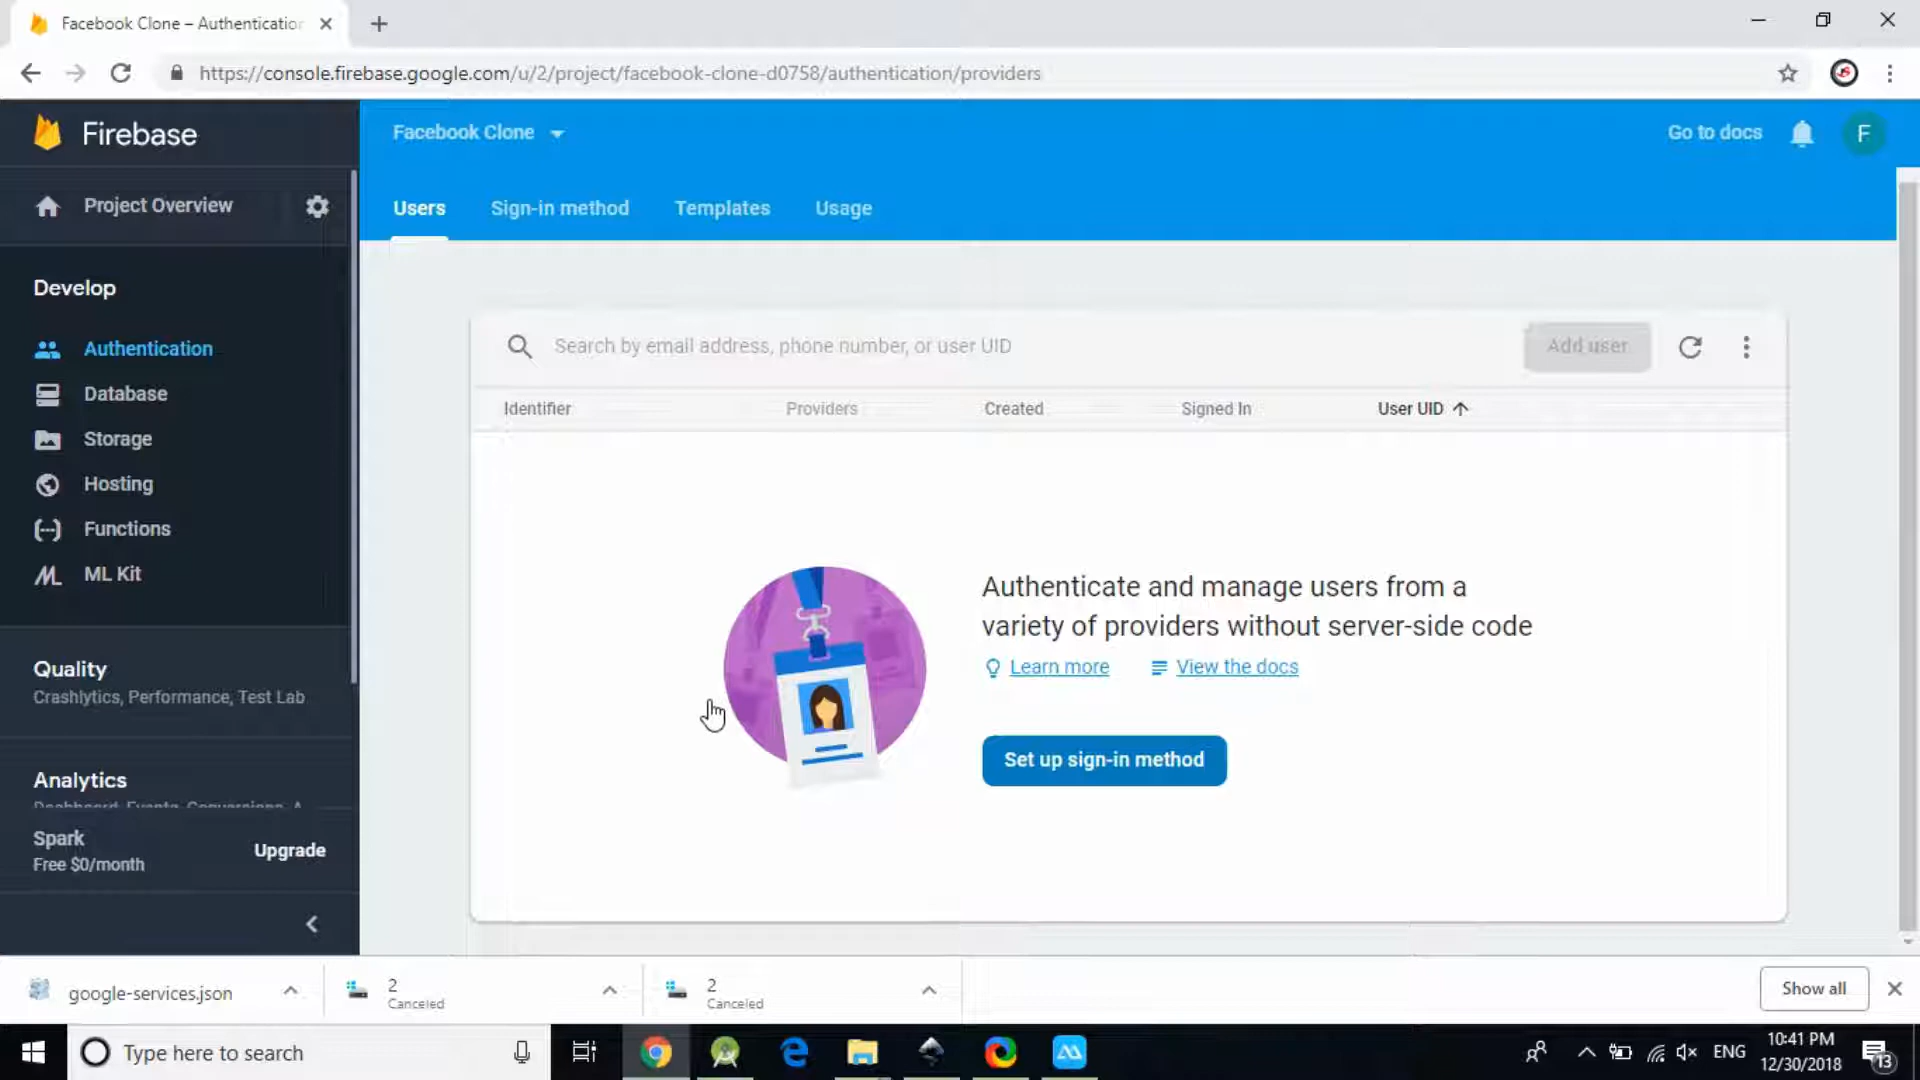 Facebook Clone – Authentication
https://console.firebase.google.com/u/2/project/facebook-clone-d0758/authentication/providers
Firebase
Facebook Clone
Go to docs
F
Project Overview
Users
Sign-in method
Templates
Usage
Develop
Authentication
Database
Storage
Hosting
Functions
ML Kit
Search by email address, phone number, or user UID
Add user
Identifier
Providers
Created
Signed In
User UID
Authenticate and manage users from a
variety of providers without server-side code
Learn more
View the docs
Set up sign-in method
Quality
Crashlytics, Performance, Test Lab
Analytics
Dashboard, Events, Conversions, A
Spark
Free $0/month
Upgrade
google-services.json
2
Canceled
2
Canceled
Show all
Type here to search
ENG
10:41 PM
12/30/2018
13